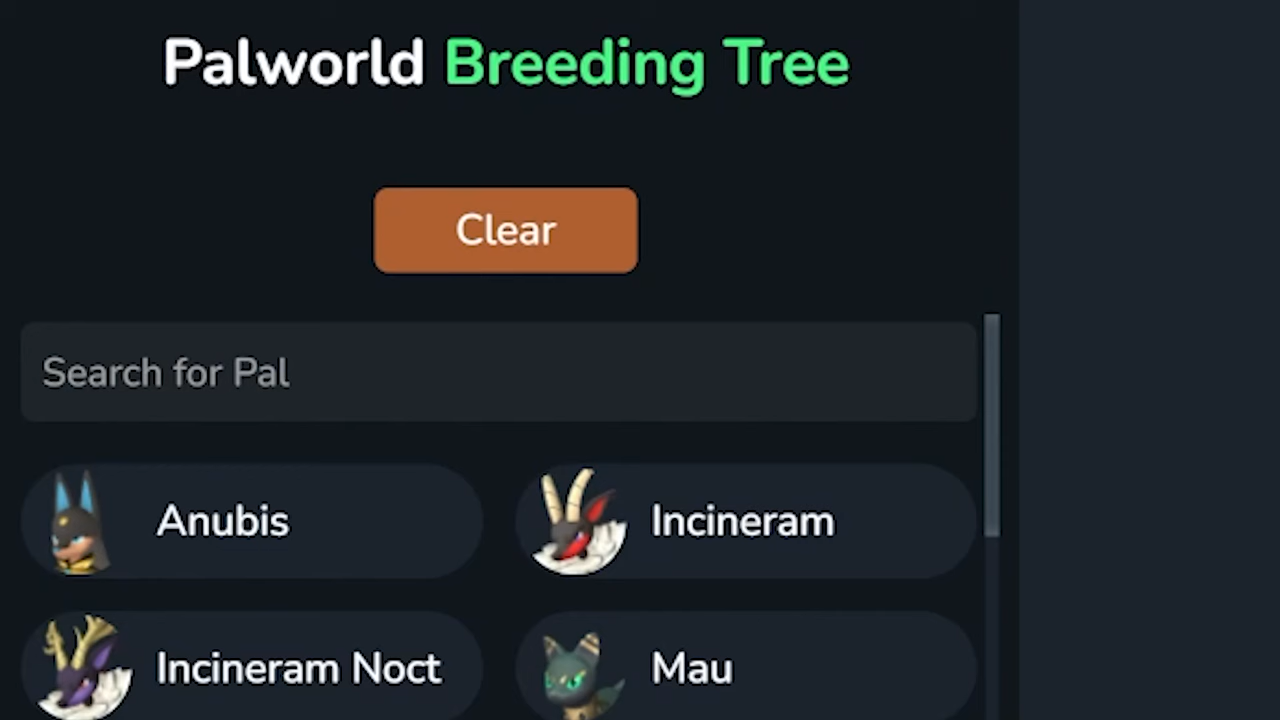 Palworld Breeding Tree
Clear
Search for Pal
Anubis
Incineram
Incineram Noct
Mau